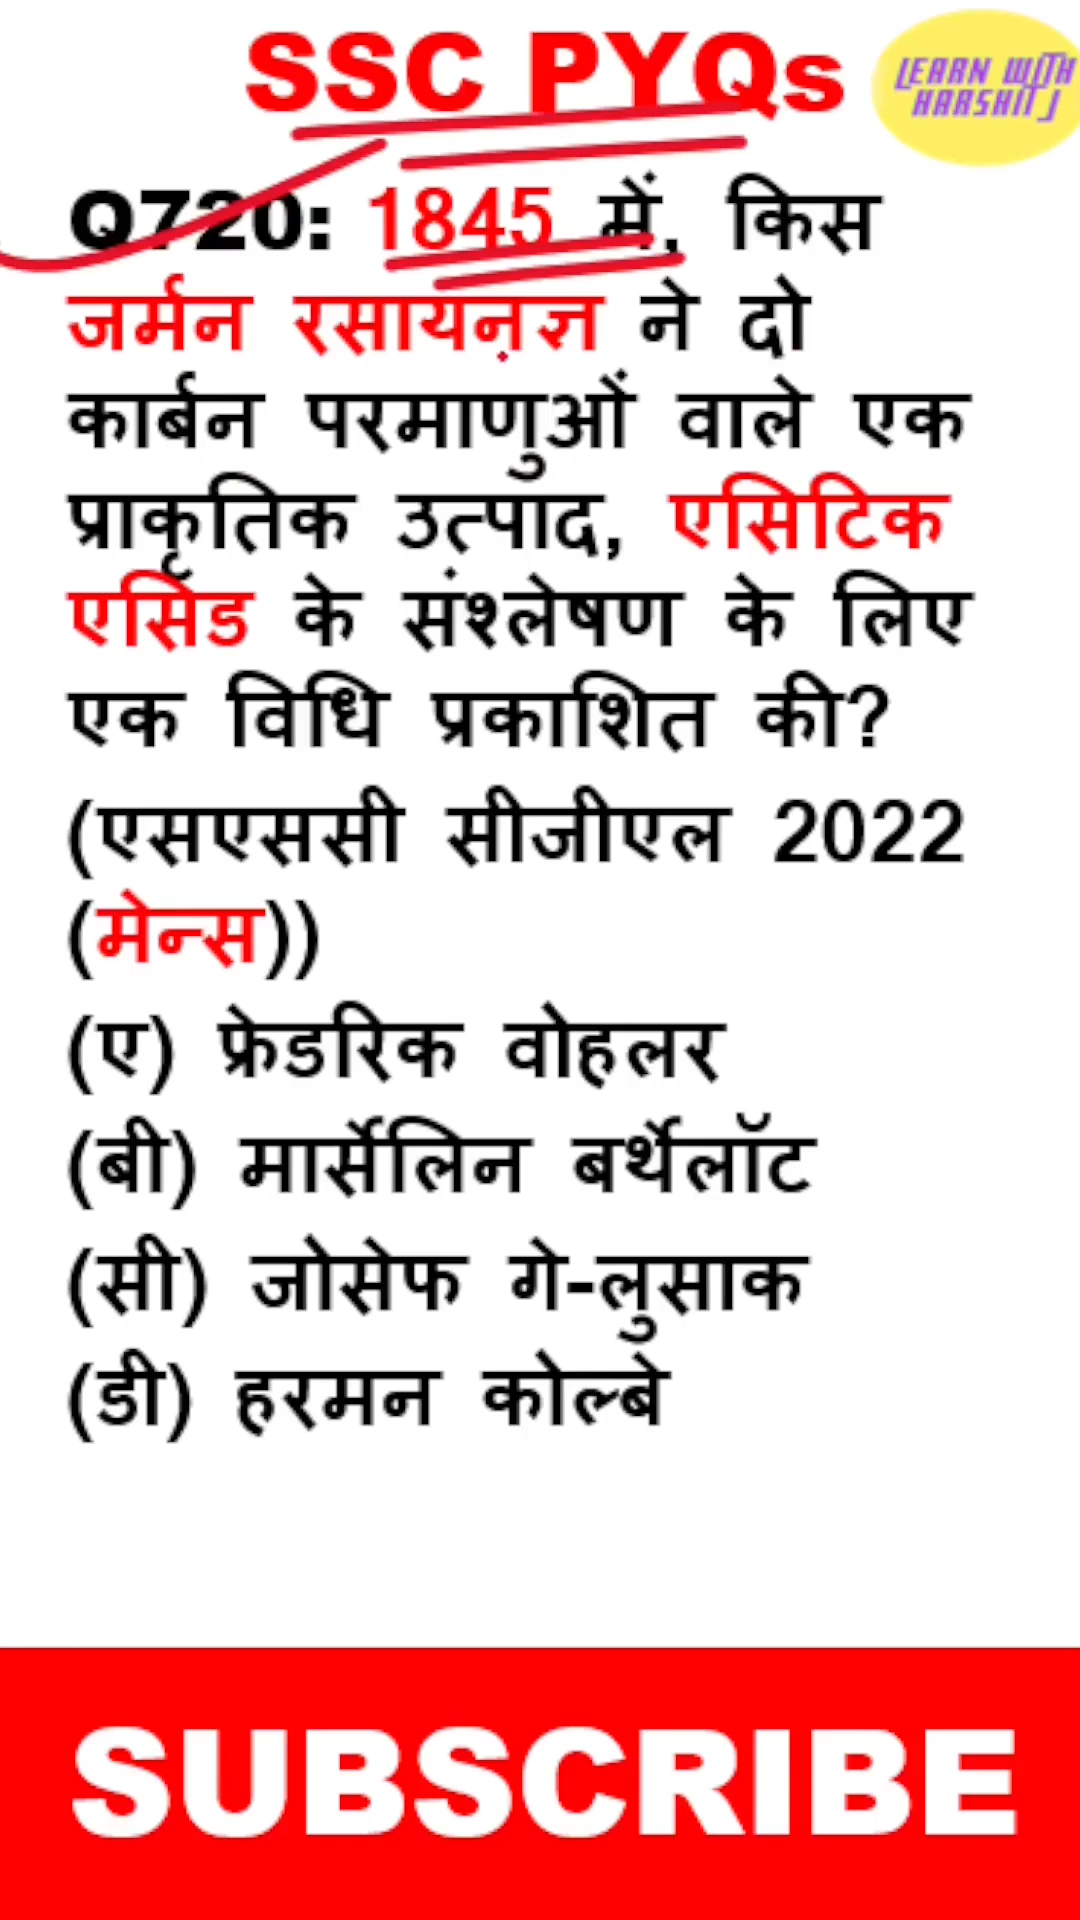 SSC PYQs
LEARN WITH
HARSHIT J
Q720: 1845 में, किस
जर्मन रसायनज्ञ ने दो
कार्बन परमाणुओं वाले एक
प्राकृतिक उत्पाद, एसिटिक
एसिड के संश्लेषण के लिए
एक विधि प्रकाशित की?
(एसएससी सीजीएल 2022
(मेन्स))
(ए) फ्रेडरिक वोहलर
(बी) मार्सेलिन बर्थेलॉट
(सी) जोसेफ गे-लुसाक
(डी) हरमन कोल्बे
SUBSCRIBE